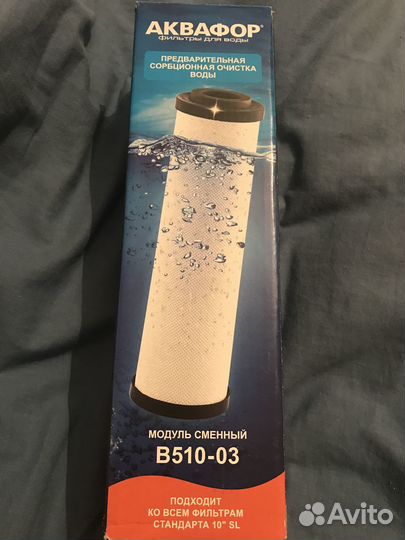 АКВАФОР®
ФИЛЬТРЫ ДЛЯ ВОДЫ
ПРЕДВАРИТЕЛЬНАЯ
СОРБЦИОННАЯ ОЧИСТКА
ВОДЫ
МОДУЛЬ СМЕННЫЙ
В510-03
ПОДХОДИТ
КО ВСЕМ ФИЛЬТРАМ
СТАНДАРТА 10" SL
Avito